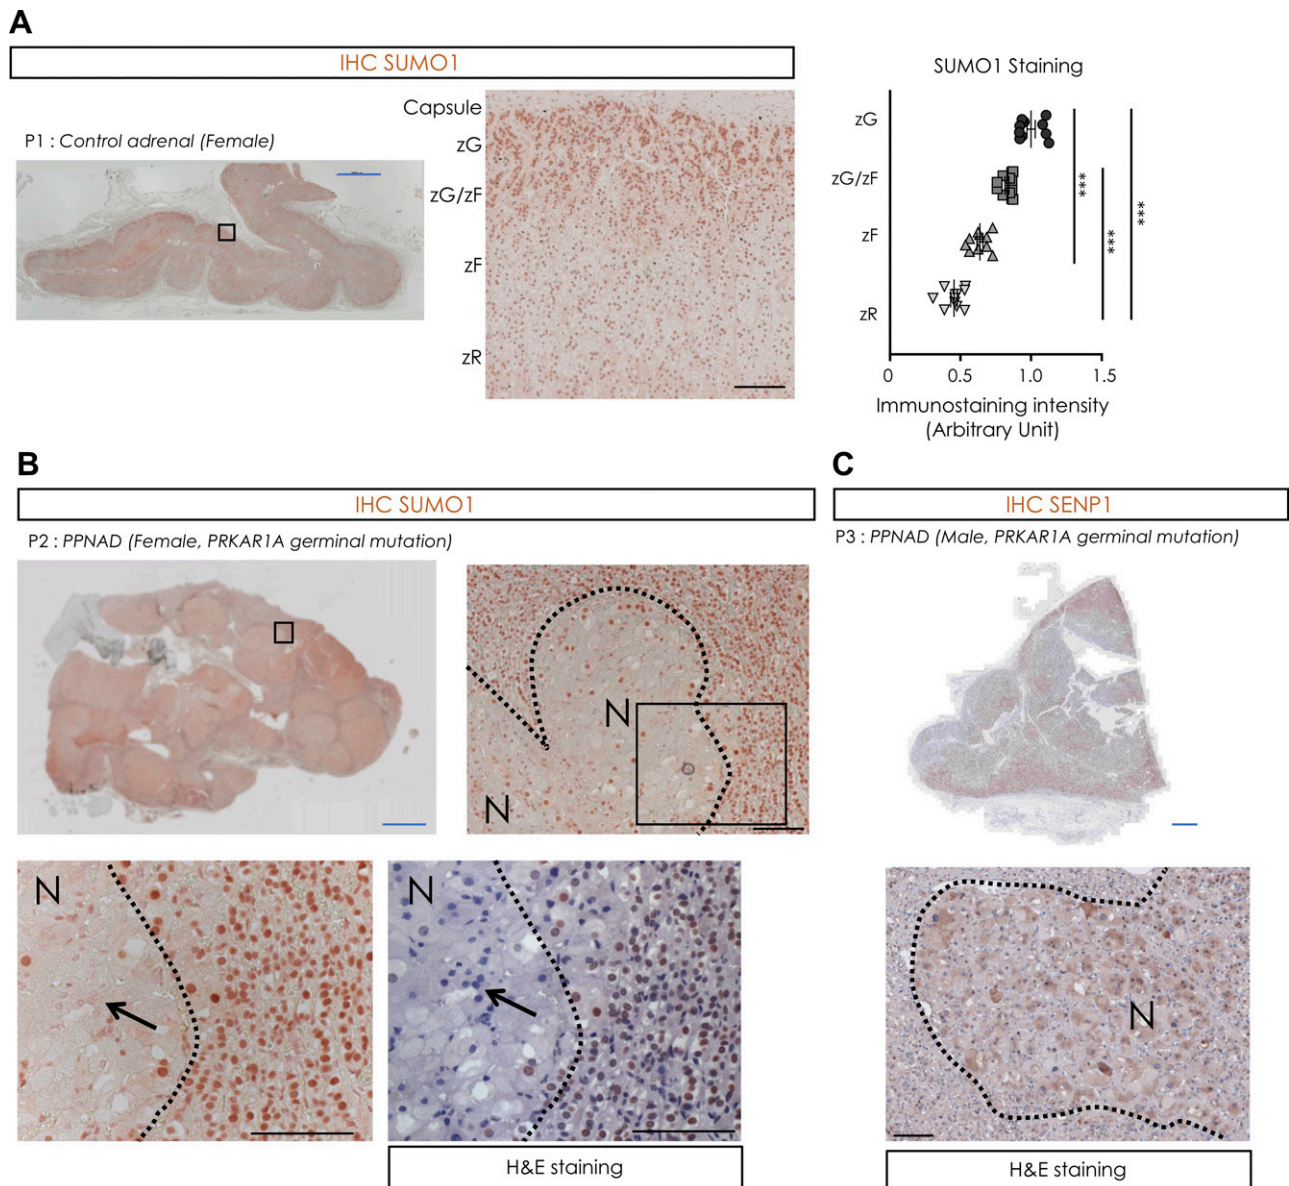 A
IHC SUMO1
P1 : Control adrenal (Female)
Capsule
zG
zG/zF
zF
zR
SUMO1 Staining
zG
zG/zF
zF
zR
***
***
***
0
0.5
1.0
1.5
Immunostaining intensity
(Arbitrary Unit)
B
IHC SUMO1
P2 : PPNAD (Female, PRKAR1A germinal mutation)
N
N
N
N
H&E staining
C
IHC SENP1
P3 : PPNAD (Male, PRKAR1A germinal mutation)
N
H&E staining